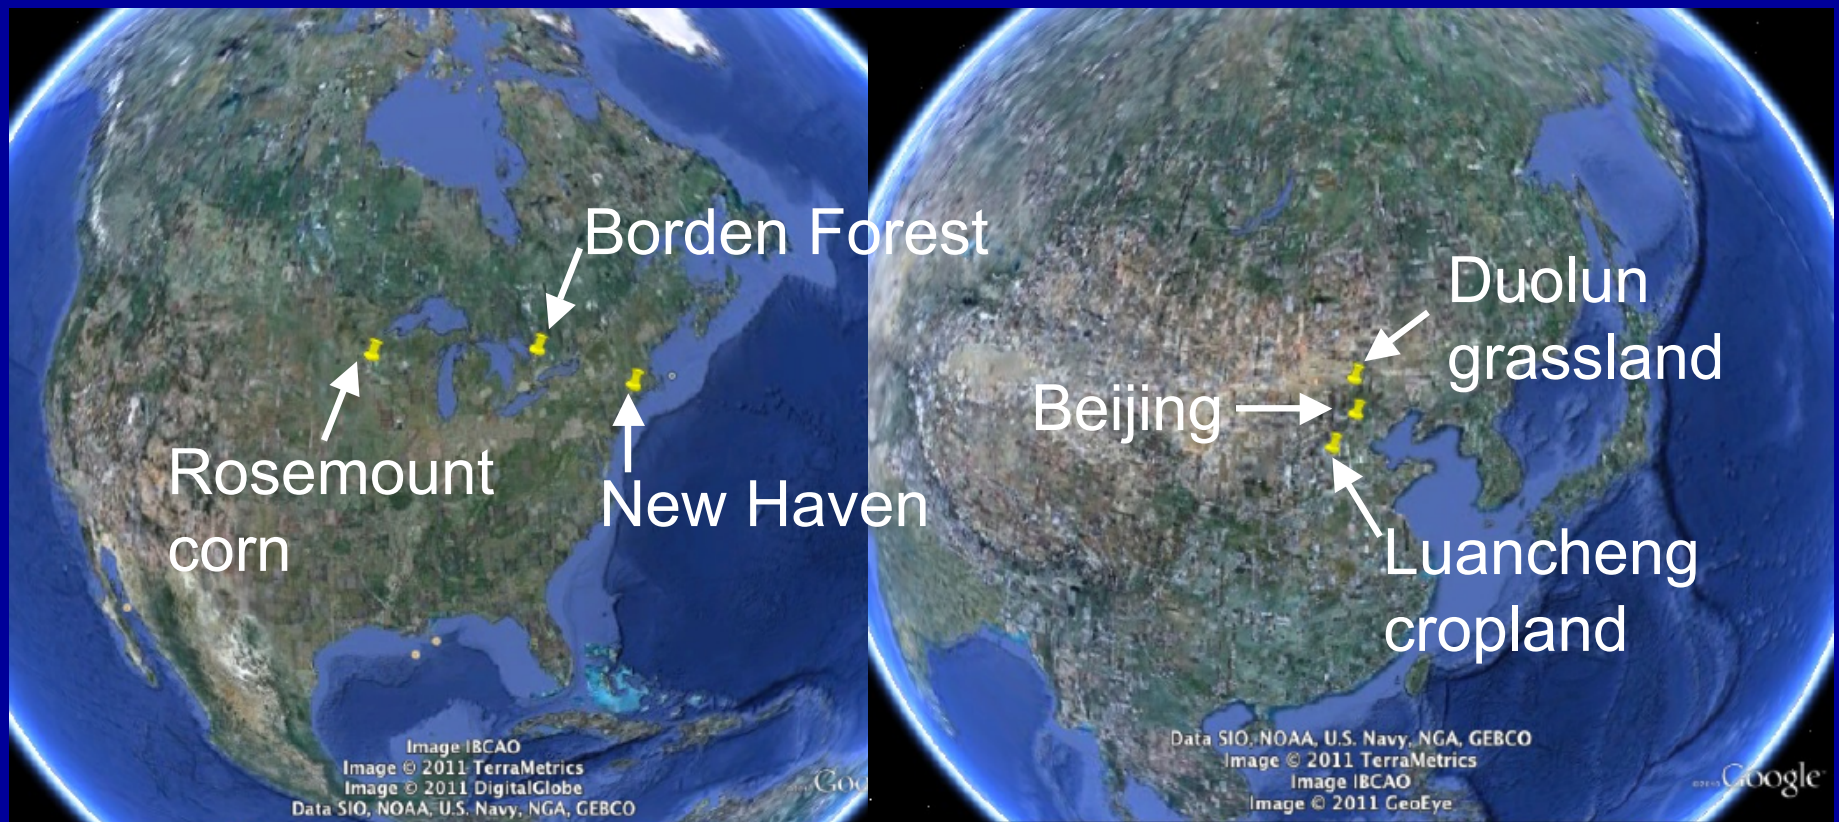 Borden Forest
Rosemount
corn
New Haven
Image IBCAO
Image © 2011 TerraMetrics
Image © 2011 DigitalGlobe
Data SIO, NOAA, U.S. Navy, NGA, GEBCO
Goo
Duolun
grassland
Beijing
Luancheng
cropland
Data SIO, NOAA, U.S. Navy, NGA, GEBCO
Image © 2011 TerraMetrics
Image IBCAO
Image © 2011 GeoEye
Google